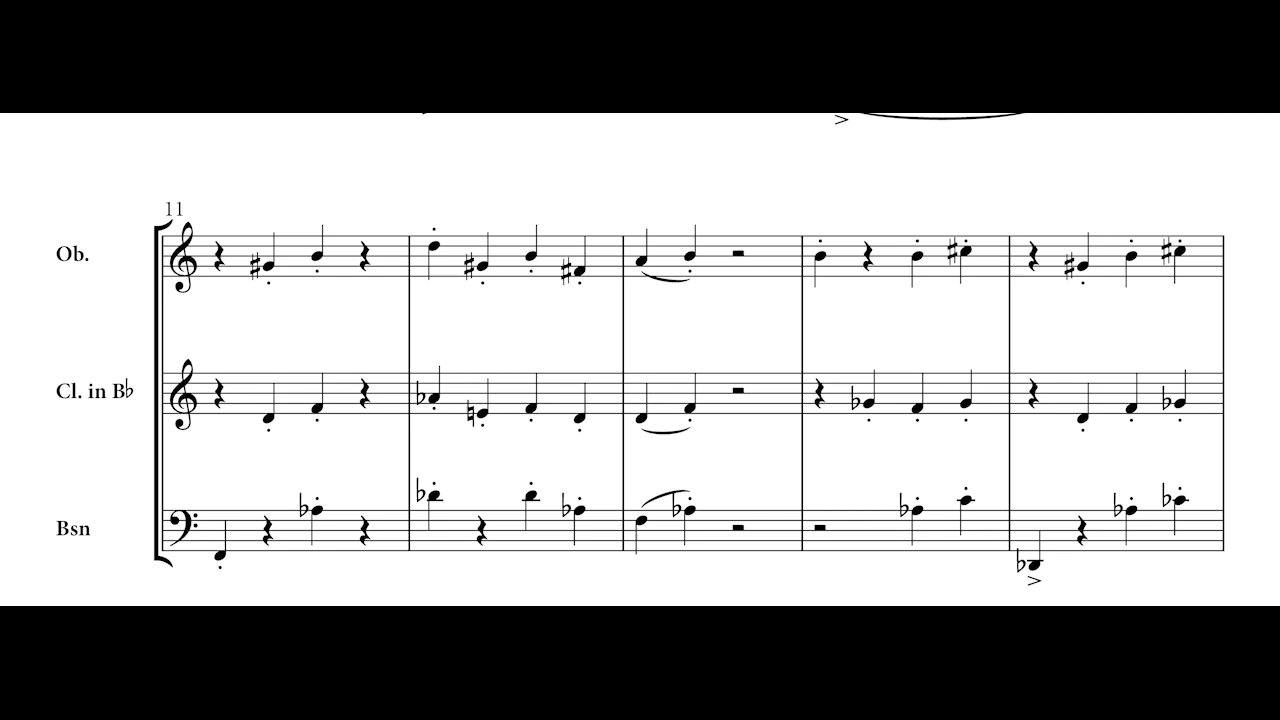 11
Ob.
Cl. in B♭
Bsn